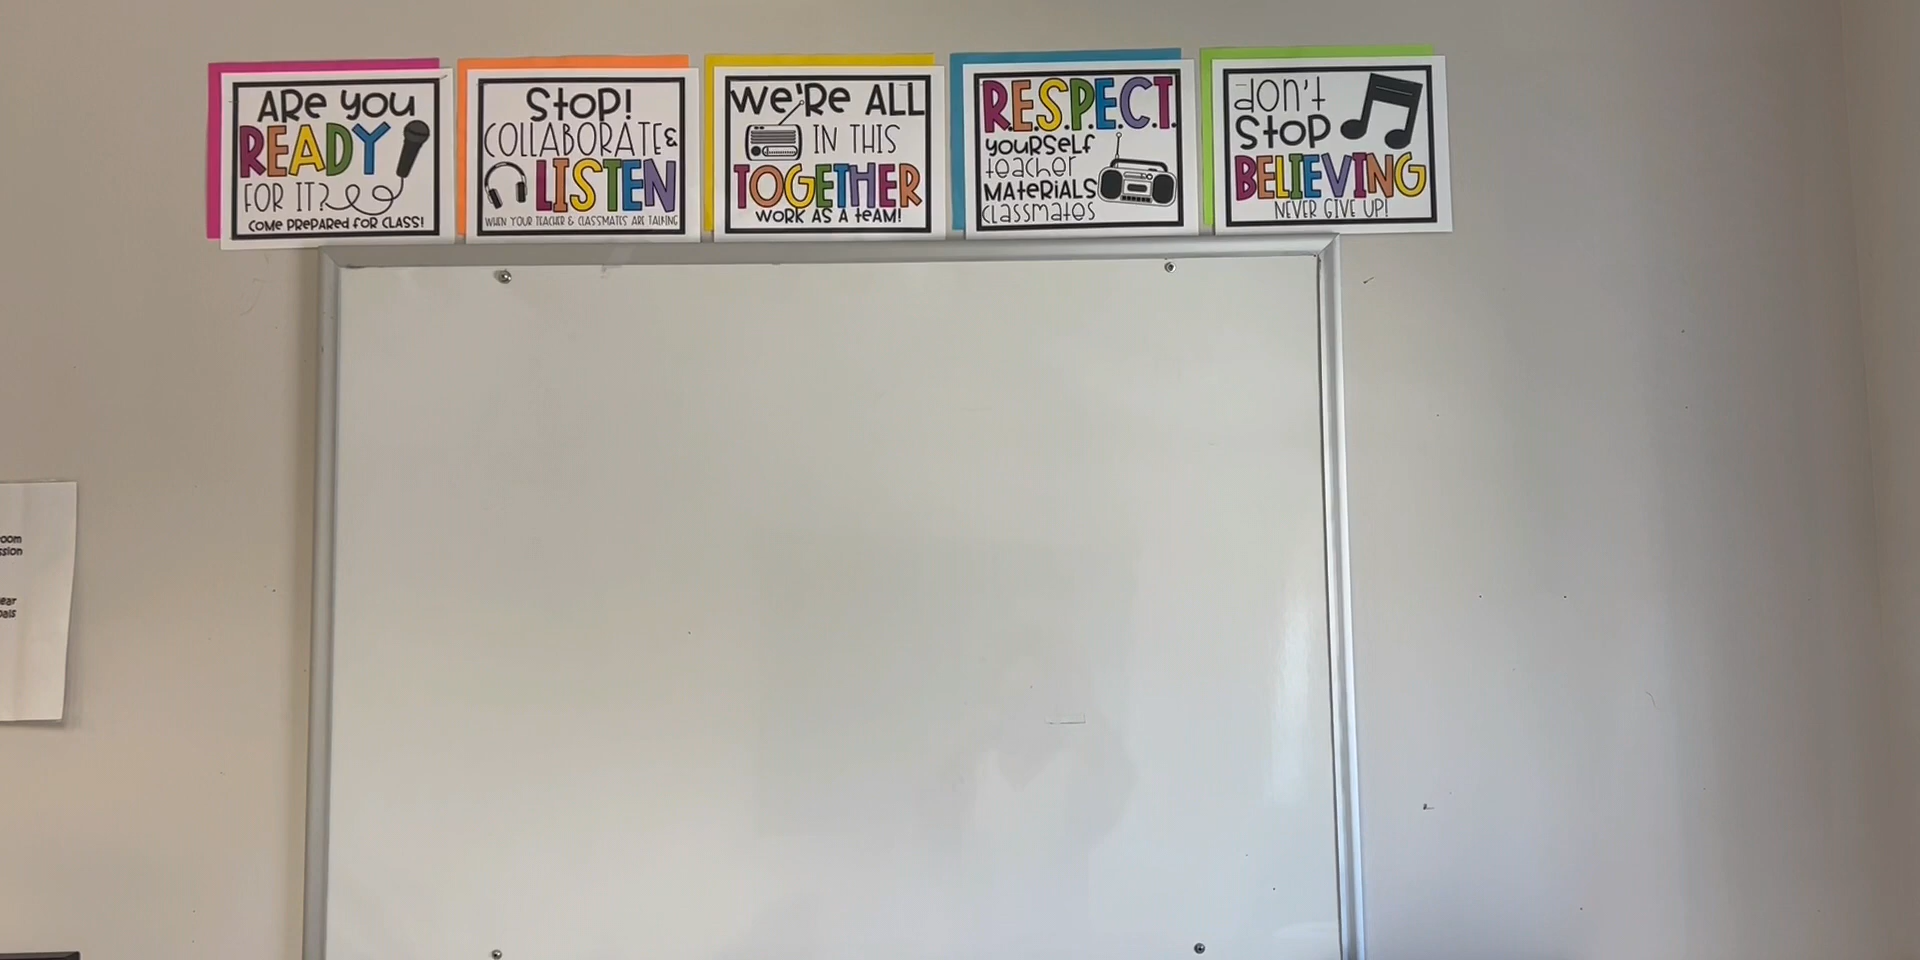 ARe you
READY
FOR IT?
COME PREPARED FOR CLASS!
StOP!
COLLABORATE &
LISTEN
WHEN YOUR TEACHER & CLASSMATES ARE TALKING
We'Re ALL
IN THIS
TOGETHER
WORK AS A teAM!
R.E.S.P.E.C.T.
youRSeLf
teacher
MAteRiALS
classmates
don't
StOP
BELIEVING
NEVER GIVE UP!